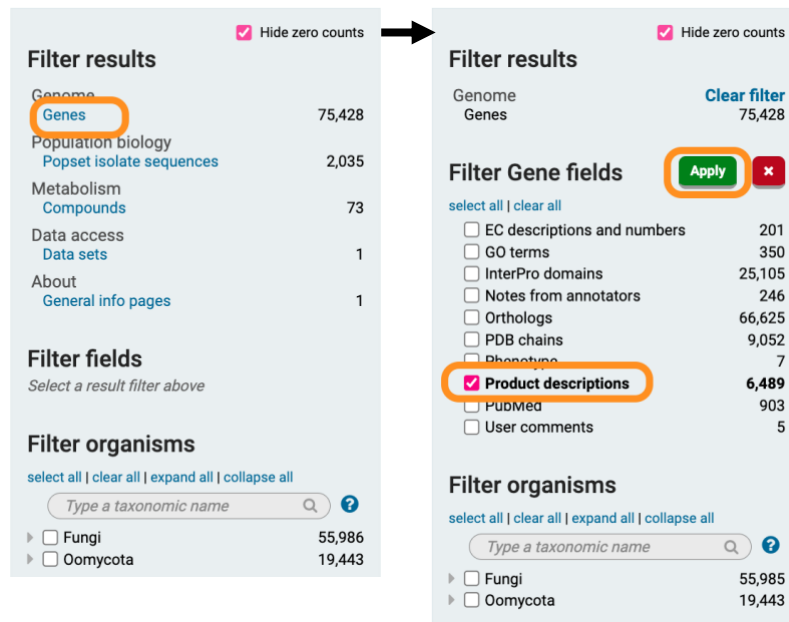 Hide zero counts
Filter results
Genome
Genes 75,428
Population biology
Popset isolate sequences 2,035
Metabolism
Compounds 73
Data access
Data sets 1
About
General info pages 1
Filter fields
Select a result filter above
Filter organisms
select all | clear all | expand all | collapse all
Type a taxonomic name ?
Fungi 55,986
Oomycota 19,443
Hide zero counts
Filter results
Genome Clear filter
Genes 75,428
Filter Gene fields Apply ×
select all | clear all
EC descriptions and numbers 201
GO terms 350
InterPro domains 25,105
Notes from annotators 246
Orthologs 66,625
PDB chains 9,052
Phenotype 7
Product descriptions 6,489
PubMed 903
User comments 5
Filter organisms
select all | clear all | expand all | collapse all
Type a taxonomic name ?
Fungi 55,985
Oomycota 19,443